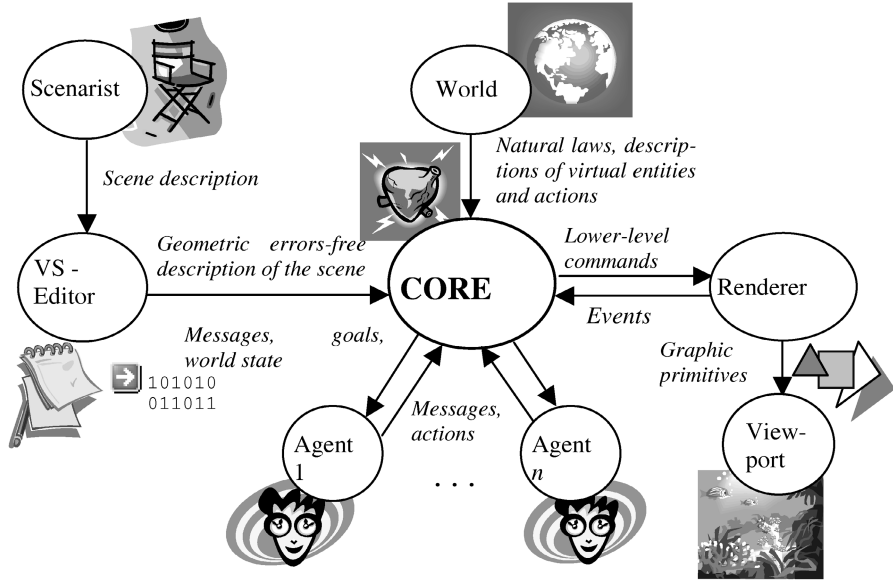 Scenarist
World
Natural laws, descrip-
tions of virtual entities
and actions
Scene description
Geometric errors-free
description of the scene
Lower-level
commands
VS -
Editor
CORE
Renderer
Events
Messages, goals,
world state
Graphic
primitives
101010
011011
Messages,
actions
Agent
1
. . .
Agent
n
View-
port